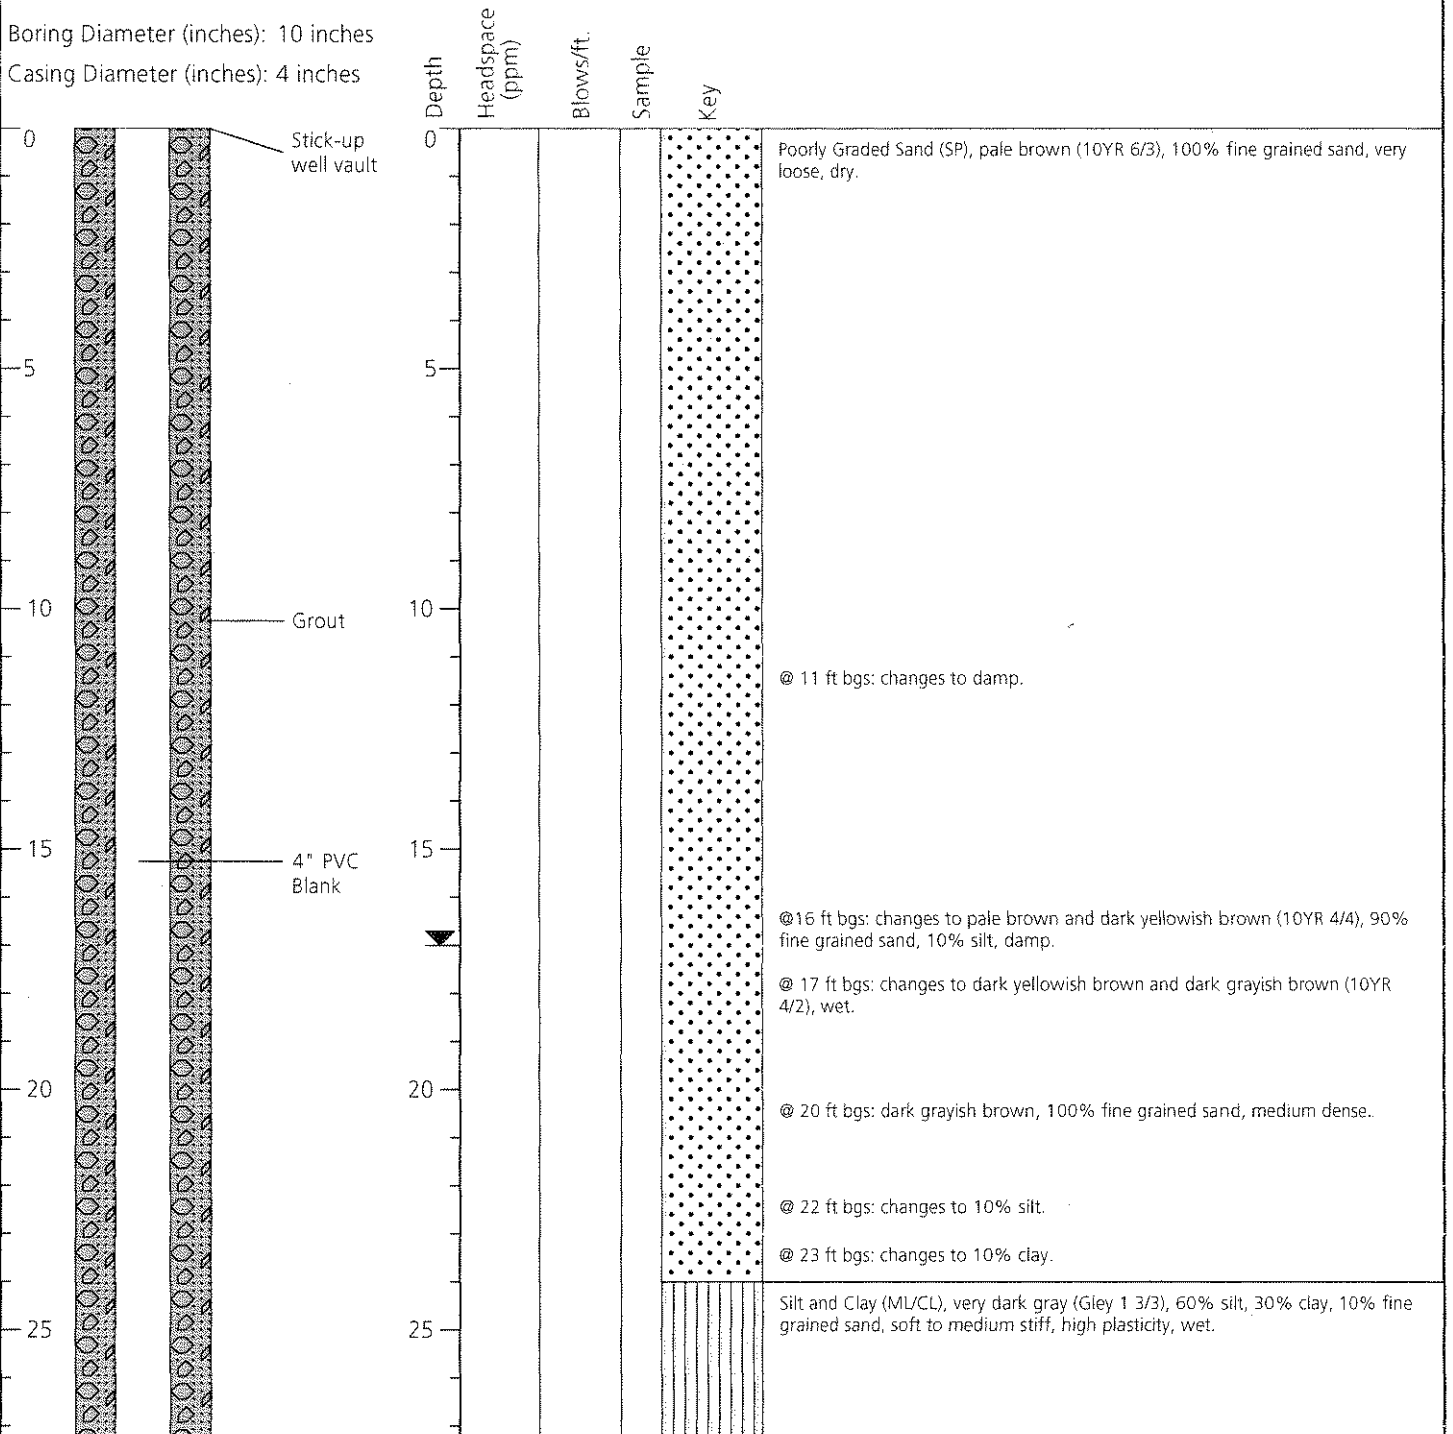 Boring Diameter (inches): 10 inches
Casing Diameter (inches): 4 inches
Depth
Headspace
(ppm)
Blows/ft.
Sample
Key
0
Stick-up
well vault
0
Poorly Graded Sand (SP), pale brown (10YR 6/3), 100% fine grained sand, very
loose, dry.
5
5
10
Grout
10
@ 11 ft bgs: changes to damp.
15
4" PVC
Blank
15
@16 ft bgs: changes to pale brown and dark yellowish brown (10YR 4/4), 90%
fine grained sand, 10% silt, damp.
@ 17 ft bgs: changes to dark yellowish brown and dark grayish brown (10YR
4/2), wet.
20
20
@ 20 ft bgs: dark grayish brown, 100% fine grained sand, medium dense.
@ 22 ft bgs: changes to 10% silt.
@ 23 ft bgs: changes to 10% clay.
Silt and Clay (ML/CL), very dark gray (Gley 1 3/3), 60% silt, 30% clay, 10% fine
grained sand, soft to medium stiff, high plasticity, wet.
25
25